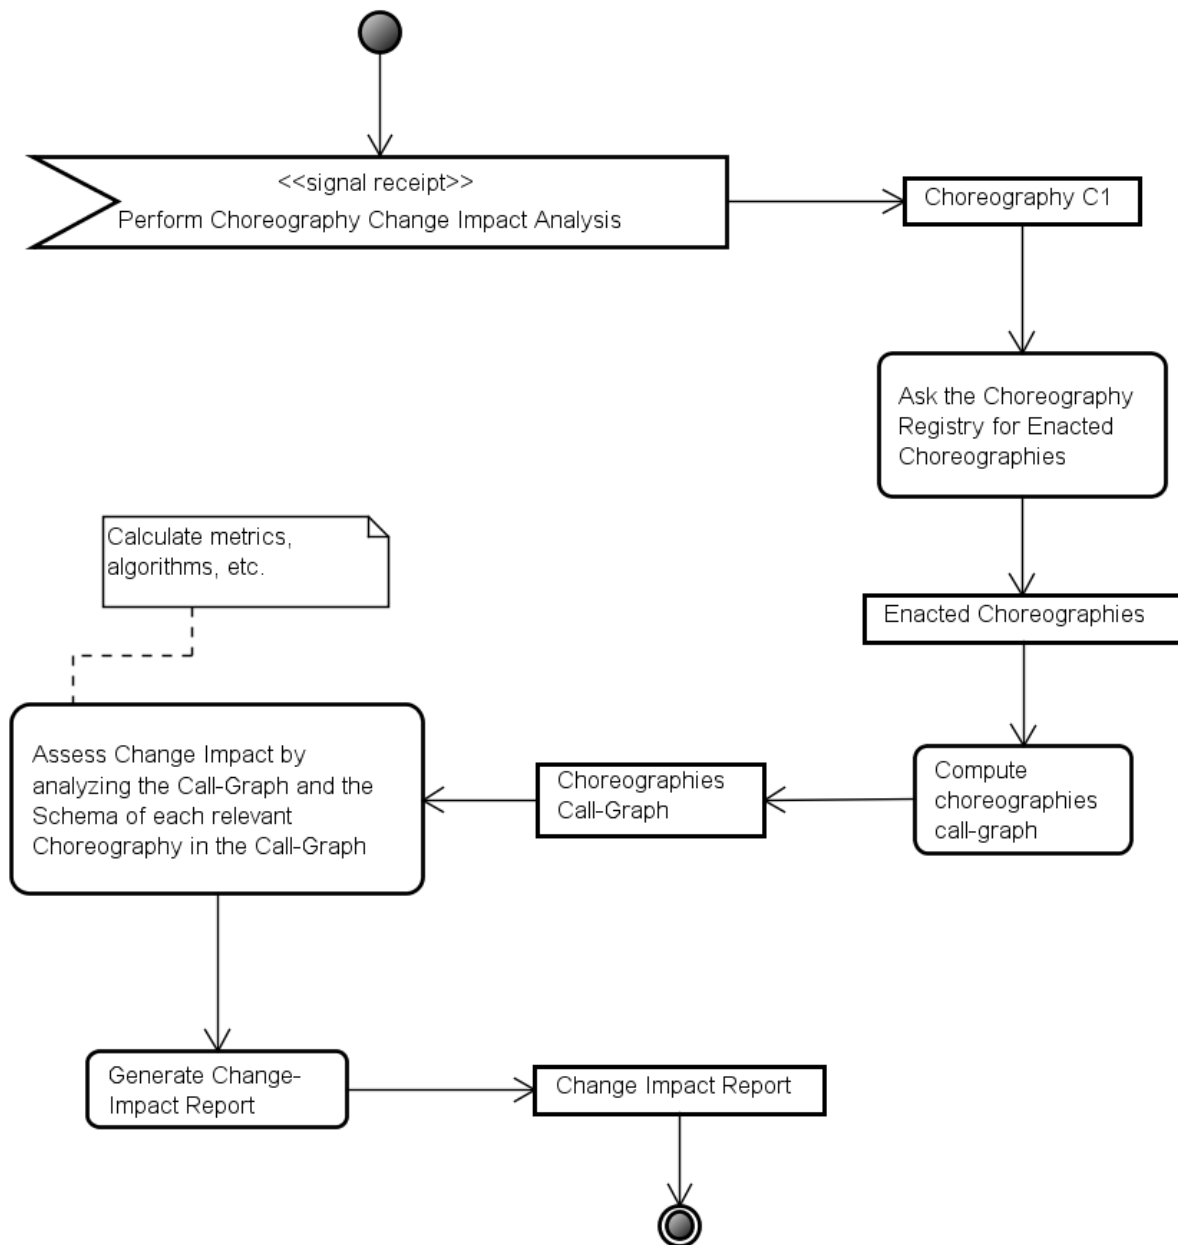 <<signal receipt>>
Perform Choreography Change Impact Analysis
Choreography C1
Ask the Choreography
Registry for Enacted
Choreographies
Calculate metrics,
algorithms, etc.
Enacted Choreographies
Assess Change Impact by
analyzing the Call-Graph and the
Schema of each relevant
Choreography in the Call-Graph
Choreographies
Call-Graph
Compute
choreographies
call-graph
Generate Change-
Impact Report
Change Impact Report